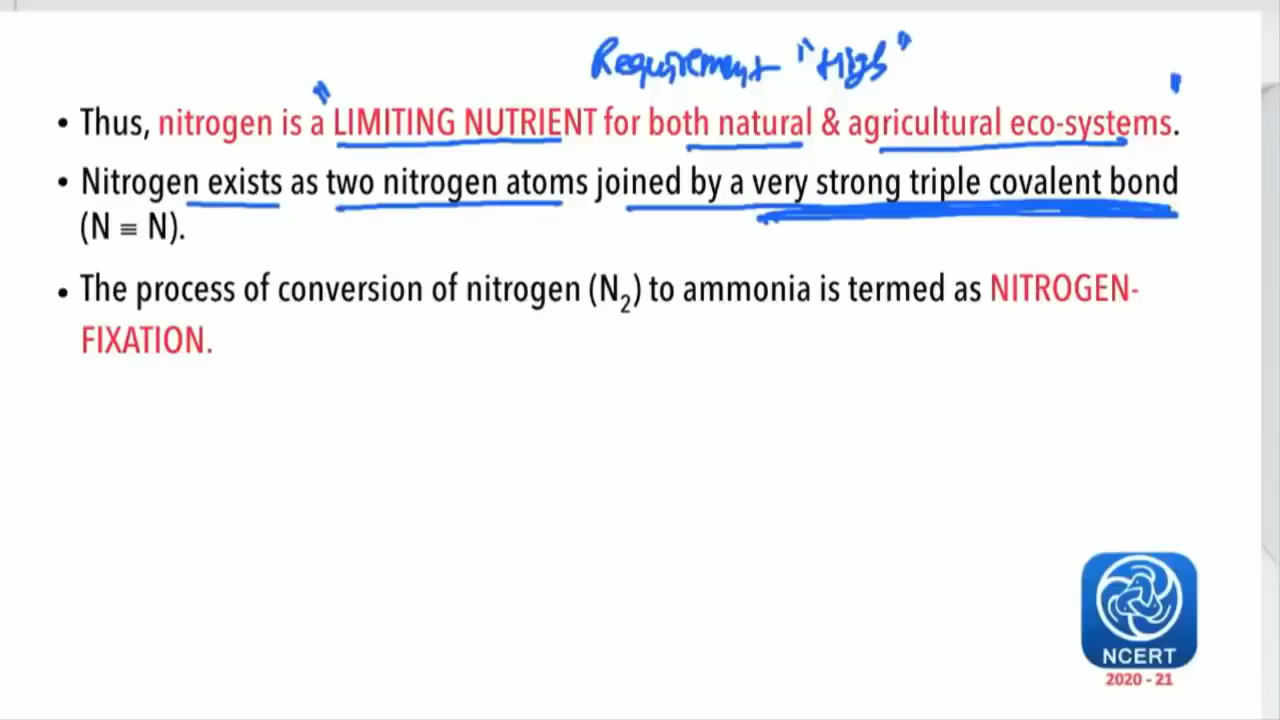 Requirement "High"
• Thus, nitrogen is a LIMITING NUTRIENT for both natural & agricultural eco-systems.
• Nitrogen exists as two nitrogen atoms joined by a very strong triple covalent bond
(N ≡ N).
• The process of conversion of nitrogen (N₂) to ammonia is termed as NITROGEN-
FIXATION.
NCERT
2020 - 21